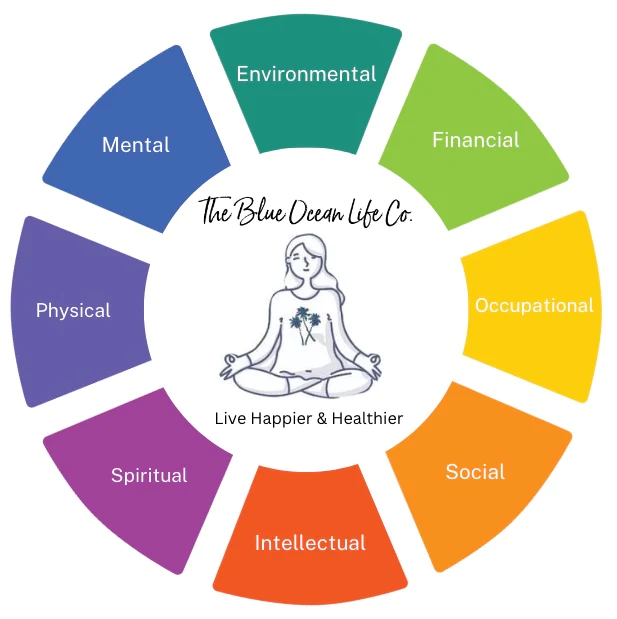 Environmental
Financial
Occupational
Social
Intellectual
Spiritual
Physical
Mental
The Blue Ocean Life Co.
Live Happier & Healthier